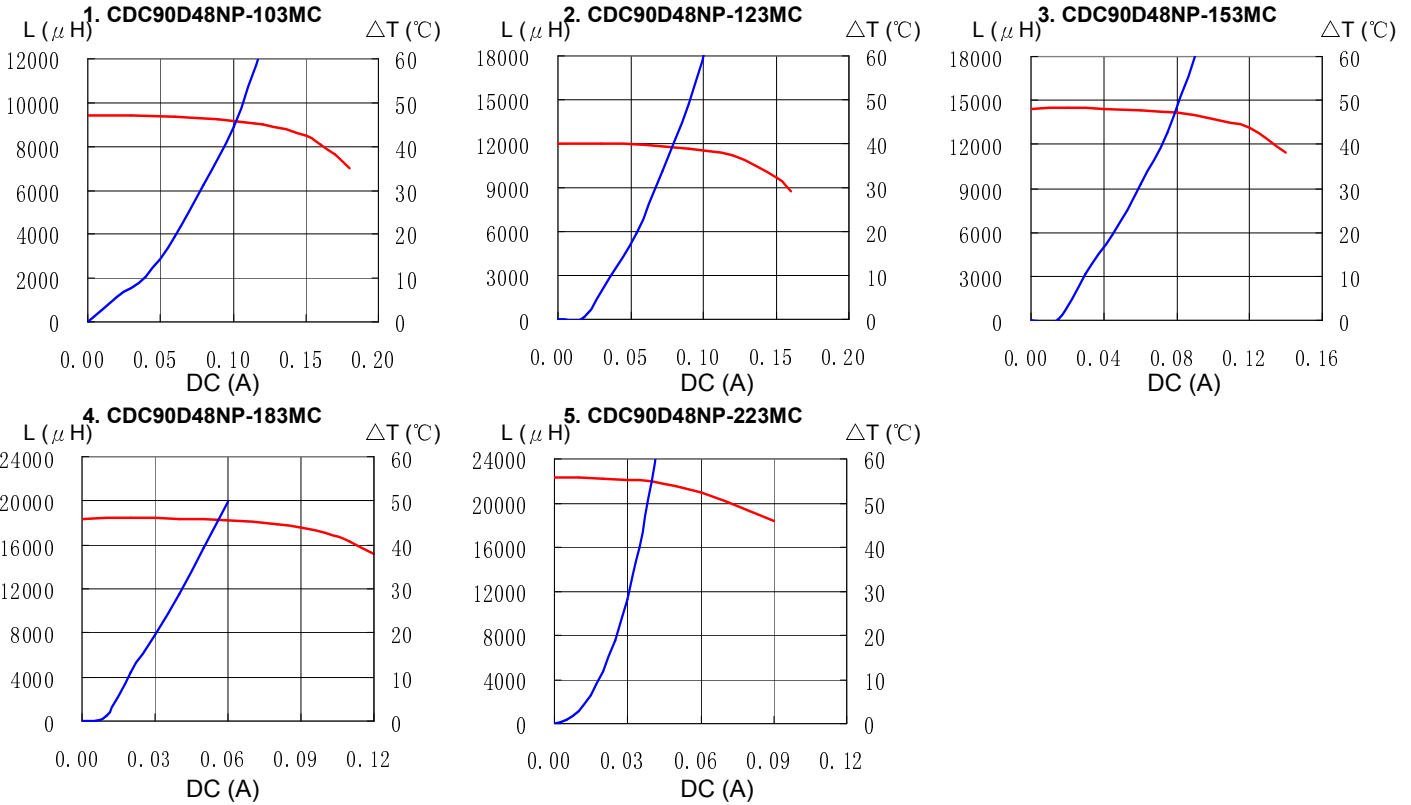 1. CDC90D48NP-103MC
L (μH) △T (℃)
12000 60
10000 50
8000 40
6000 30
4000 20
2000 10
0 0
0.00 0.05 0.10 0.15 0.20
DC (A)
2. CDC90D48NP-123MC
L (μH) △T (℃)
18000 60
15000 50
12000 40
9000 30
6000 20
3000 10
0 0
0.00 0.05 0.10 0.15 0.20
DC (A)
3. CDC90D48NP-153MC
L (μH) △T (℃)
18000 60
15000 50
12000 40
9000 30
6000 20
3000 10
0 0
0.00 0.04 0.08 0.12 0.16
DC (A)
4. CDC90D48NP-183MC
L (μH) △T (℃)
24000 60
20000 50
16000 40
12000 30
8000 20
4000 10
0 0
0.00 0.03 0.06 0.09 0.12
DC (A)
5. CDC90D48NP-223MC
L (μH) △T (℃)
24000 60
20000 50
16000 40
12000 30
8000 20
4000 10
0 0
0.00 0.03 0.06 0.09 0.12
DC (A)